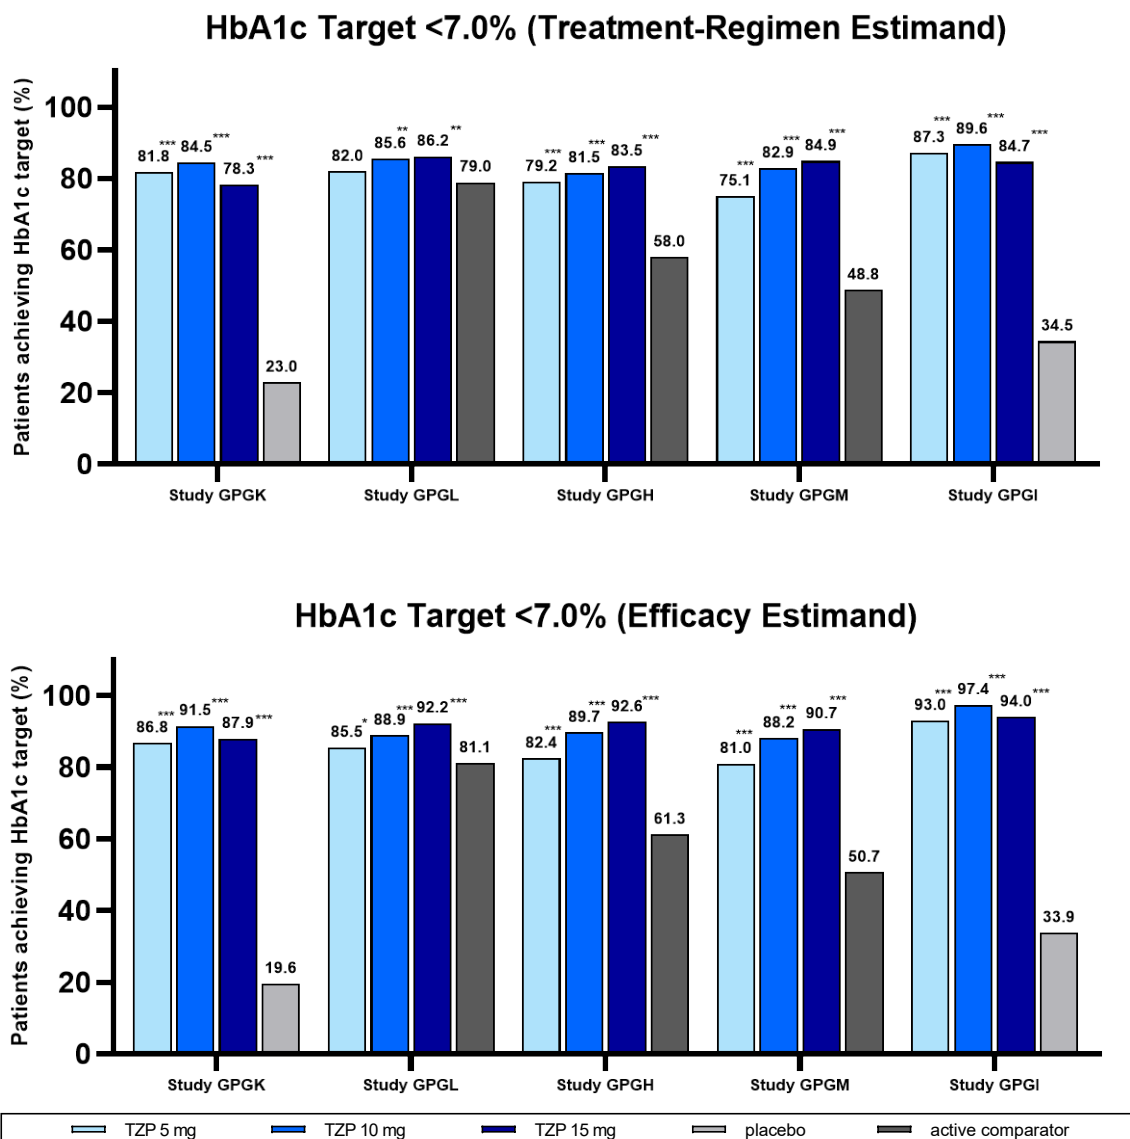 HbA1c Target <7.0% (Treatment-Regimen Estimand)
Patients achieving HbA1c target (%)
100
80
60
40
20
0
81.8 *** 84.5 *** 78.3 *** 23.0
82.0 85.6 ** 86.2 ** 79.0
79.2 *** 81.5 *** 83.5 *** 58.0
75.1 *** 82.9 *** 84.9 *** 48.8
87.3 *** 89.6 *** 84.7 *** 34.5
Study GPGK Study GPGL Study GPGH Study GPGM Study GPGI
HbA1c Target <7.0% (Efficacy Estimand)
Patients achieving HbA1c target (%)
100
80
60
40
20
0
86.8 *** 91.5 *** 87.9 *** 19.6
85.5 * 88.9 *** 92.2 *** 81.1
82.4 *** 89.7 *** 92.6 *** 61.3
81.0 *** 88.2 *** 90.7 *** 50.7
93.0 *** 97.4 *** 94.0 *** 33.9
Study GPGK Study GPGL Study GPGH Study GPGM Study GPGI
TZP 5 mg TZP 10 mg TZP 15 mg placebo active comparator